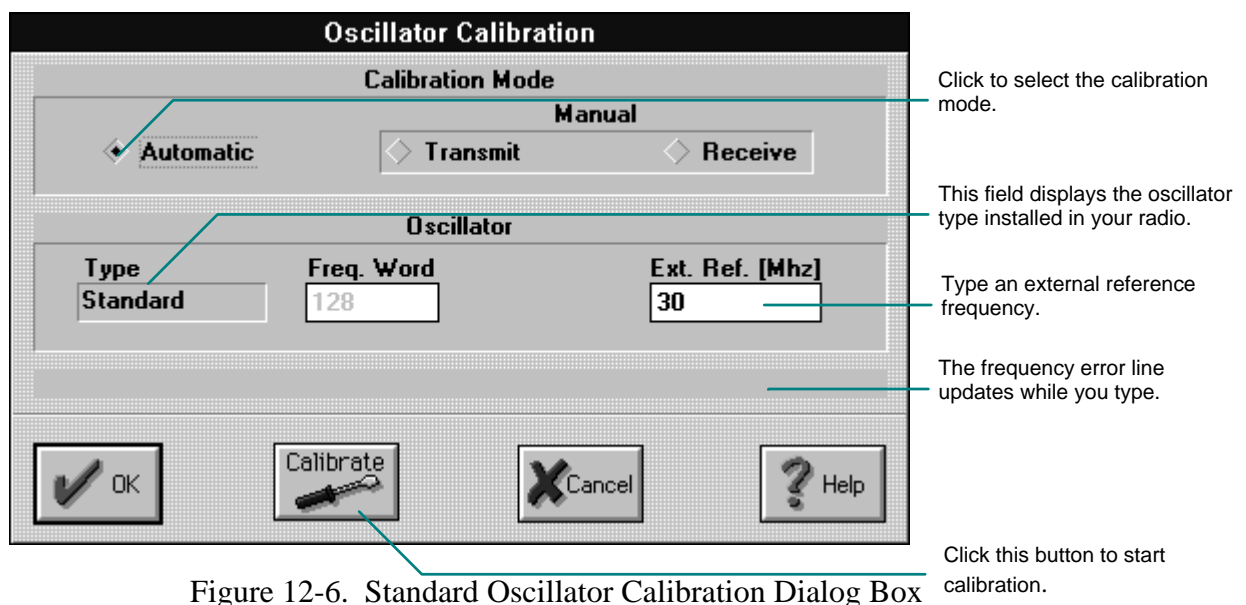 Oscillator Calibration
Calibration Mode
Manual
Automatic
Transmit
Receive
Click to select the calibration
mode.
This field displays the oscillator
type installed in your radio.
Oscillator
Type
Freq. Word
Ext. Ref. [Mhz]
Standard
128
30
Type an external reference
frequency.
The frequency error line
updates while you type.
OK
Calibrate
Cancel
Help
Click this button to start
calibration.
Figure 12-6. Standard Oscillator Calibration Dialog Box